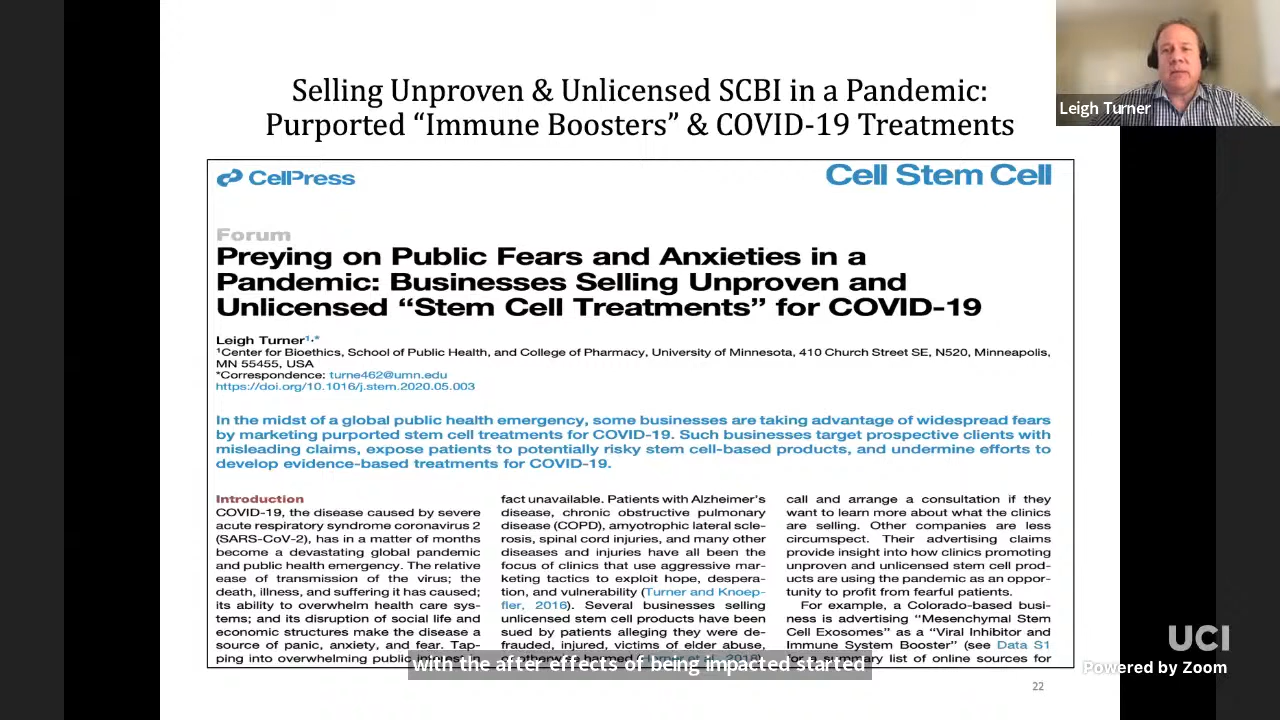 Selling Unproven & Unlicensed SCBI in a Pandemic:
Purported “Immune Boosters” & COVID-19 Treatments
Leigh Turner
CellPress
Cell Stem Cell
Forum
Preying on Public Fears and Anxieties in a
Pandemic: Businesses Selling Unproven and
Unlicensed “Stem Cell Treatments” for COVID-19
Leigh Turner1,*
1Center for Bioethics, School of Public Health, and College of Pharmacy, University of Minnesota, 410 Church Street SE, N520, Minneapolis,
MN 55455, USA
*Correspondence: turne462@umn.edu
https://doi.org/10.1016/j.stem.2020.05.003
In the midst of a global public health emergency, some businesses are taking advantage of widespread fears
by marketing purported stem cell treatments for COVID-19. Such businesses target prospective clients with
misleading claims, expose patients to potentially risky stem cell-based products, and undermine efforts to
develop evidence-based treatments for COVID-19.
Introduction
COVID-19, the disease caused by severe
acute respiratory syndrome coronavirus 2
(SARS-CoV-2), has in a matter of months
become a devastating global pandemic
and public health emergency. The relative
ease of transmission of the virus; the
death, illness, and suffering it has caused;
its ability to overwhelm health care sys-
tems; and its disruption of social life and
economic structures make the disease a
source of panic, anxiety, and fear. Tap-
ping into overwhelming public
fact unavailable. Patients with Alzheimer’s
disease, chronic obstructive pulmonary
disease (COPD), amyotrophic lateral scle-
rosis, spinal cord injuries, and many other
diseases and injuries have all been the
focus of clinics that use aggressive mar-
keting tactics to exploit hope, despera-
tion, and vulnerability (Turner and Knoep-
fler, 2016). Several businesses selling
unlicensed stem cell products have been
sued by patients alleging they were de-
frauded, injured, victims of elder abuse,
call and arrange a consultation if they
want to learn more about what the clinics
are selling. Other companies are less
circumspect. Their advertising claims
provide insight into how clinics promoting
unproven and unlicensed stem cell prod-
ucts are using the pandemic as an oppor-
tunity to profit from fearful patients.
For example, a Colorado-based busi-
ness is advertising “Mesenchymal Stem
Cell Exosomes” as a “Viral Inhibitor and
Immune System Booster” (see Data S1
for a summary list of online sources for
with the after effects of being impacted started
UCI
Powered by Zoom
22